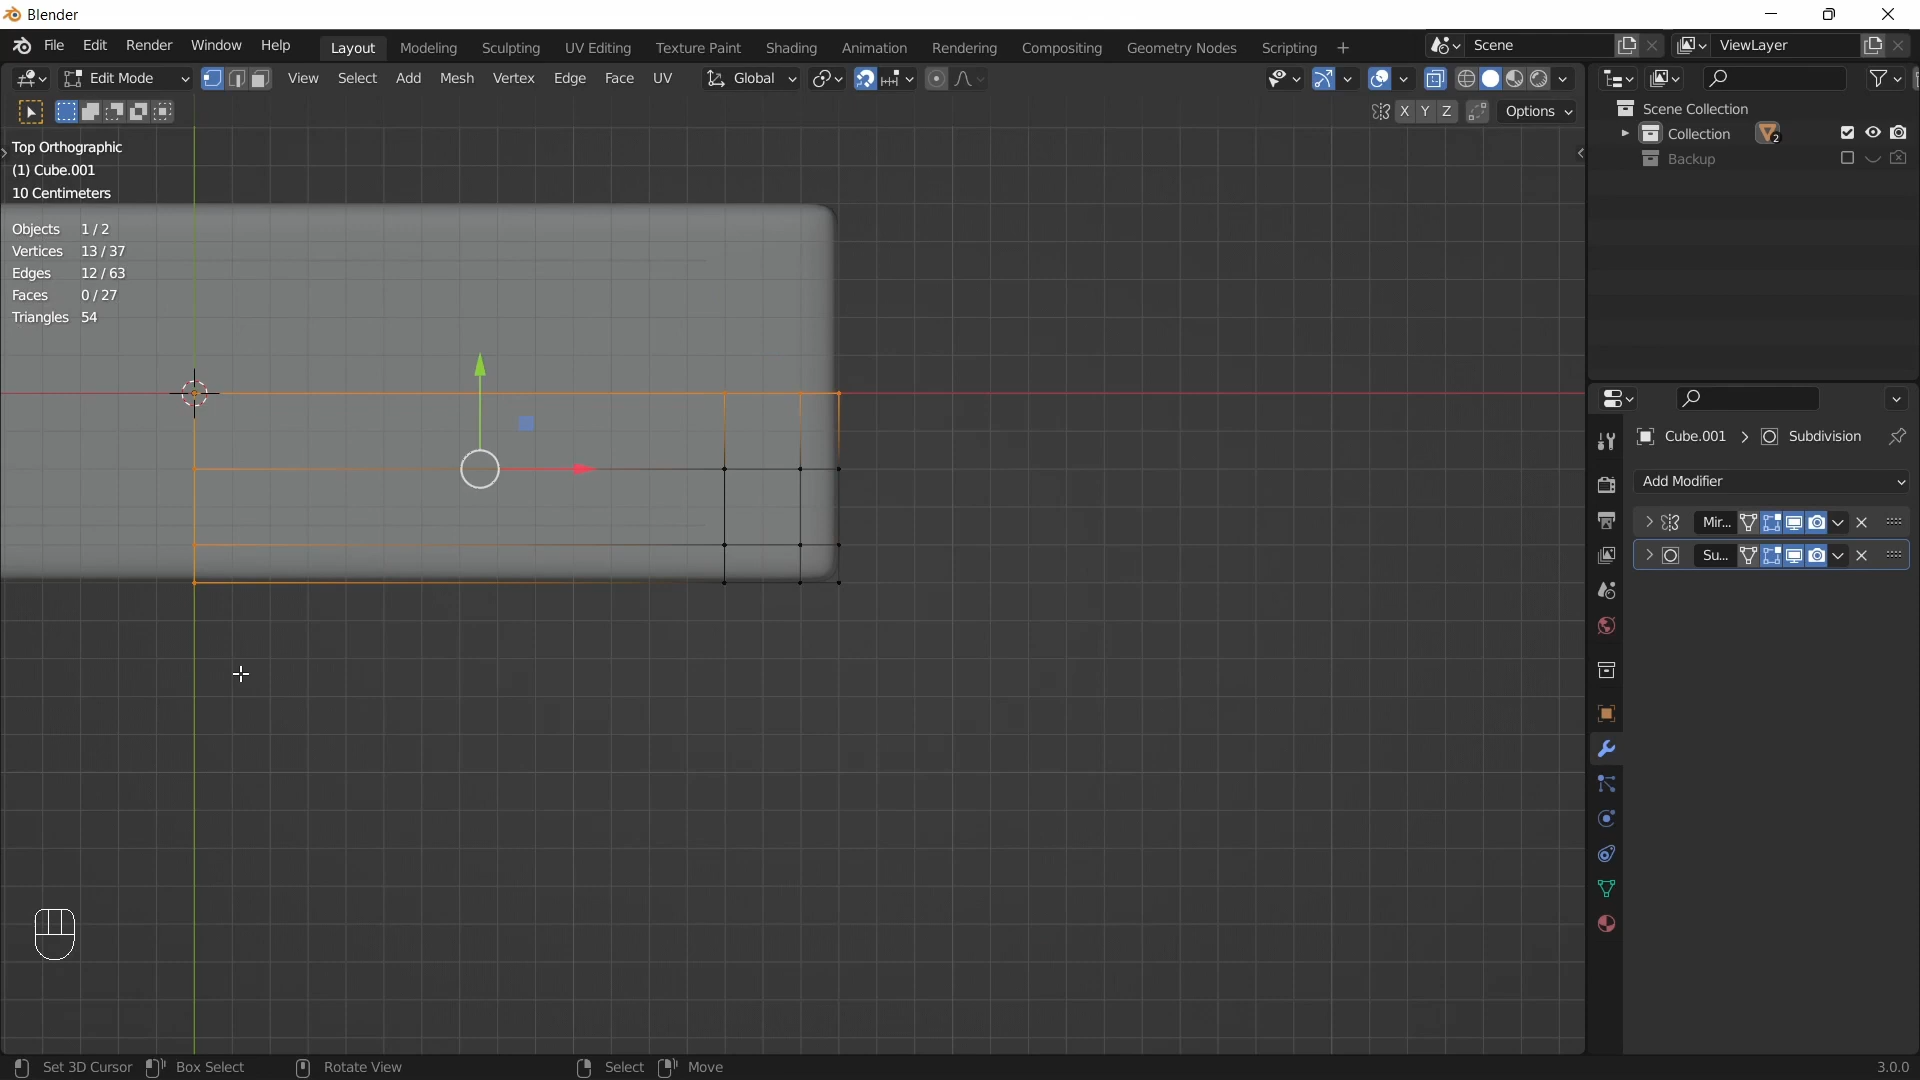 Blender
File Edit Render Window Help Layout Modeling Sculpting UV Editing Texture Paint Shading Animation Rendering Compositing Geometry Nodes Scripting + Scene ViewLayer
Edit Mode View Select Add Mesh Vertex Edge Face UV Global
X Y Z Options
Scene Collection
Collection 2
Backup
Top Orthographic
(1) Cube.001
10 Centimeters
Objects 1/2
Vertices 13/37
Edges 12/63
Faces 0/27
Triangles 54
Cube.001 > Subdivision
Add Modifier
Mir...
Su...
Set 3D Cursor Box Select Rotate View Select Move 3.0.0